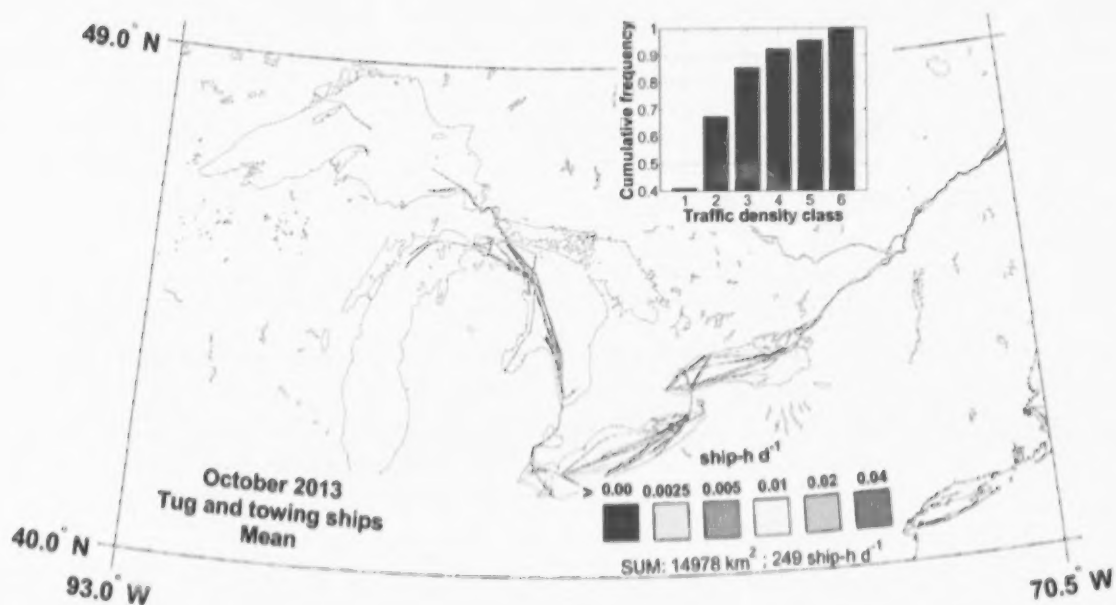 49.0° N
Cumulative frequency
1
0.9
0.8
0.7
0.6
0.5
0.4
1 2 3 4 5 6
Traffic density class
October 2013
Tug and towing ships
Mean
ship-h d⁻¹
> 0.00 0.0025 0.005 0.01 0.02 0.04
SUM: 14978 km² ; 249 ship-h d⁻¹
40.0° N
93.0° W
70.5° W